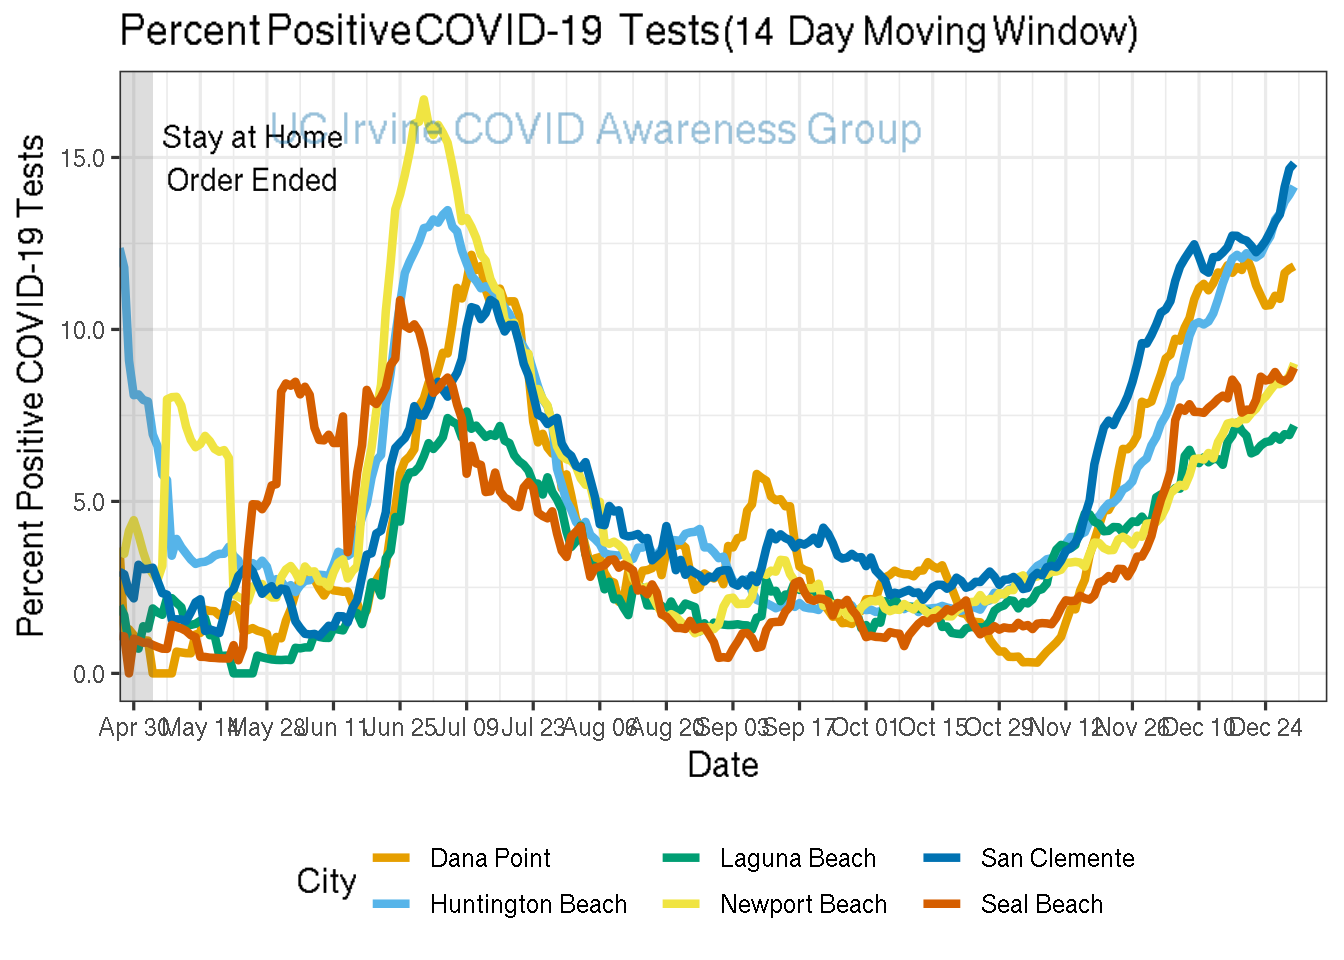 Percent Positive COVID-19 Tests (14 Day Moving Window)
UC Irvine COVID Awareness Group
Stay at Home
Order Ended
Percent Positive COVID-19 Tests
15.0
10.0
5.0
0.0
Apr 30 May 14 May 28 Jun 11 Jun 25 Jul 09 Jul 23 Aug 06 Aug 20 Sep 03 Sep 17 Oct 01 Oct 15 Oct 29 Nov 12 Nov 26 Dec 10 Dec 24
Date
City
Dana Point Laguna Beach San Clemente
Huntington Beach Newport Beach Seal Beach